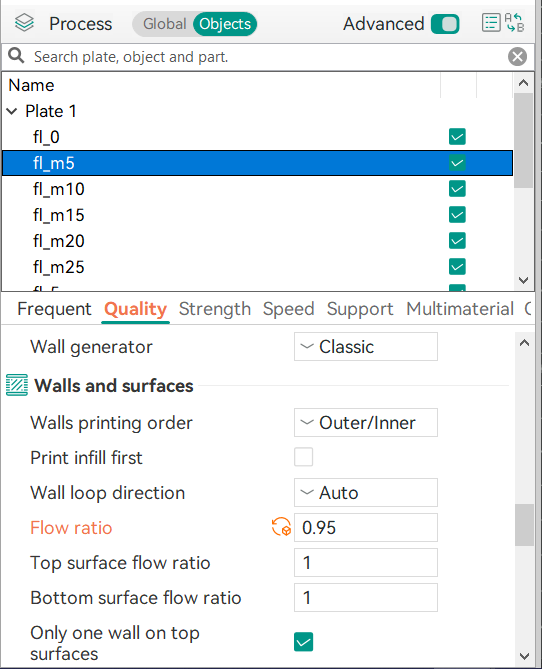 Process Global Objects Advanced A B
Search plate, object and part.
Name
Plate 1
fl_0
fl_m5
fl_m10
fl_m15
fl_m20
fl_m25
Frequent Quality Strength Speed Support Multimaterial
Wall generator Classic
Walls and surfaces
Walls printing order Outer/Inner
Print infill first
Wall loop direction Auto
Flow ratio 0.95
Top surface flow ratio 1
Bottom surface flow ratio 1
Only one wall on top
surfaces